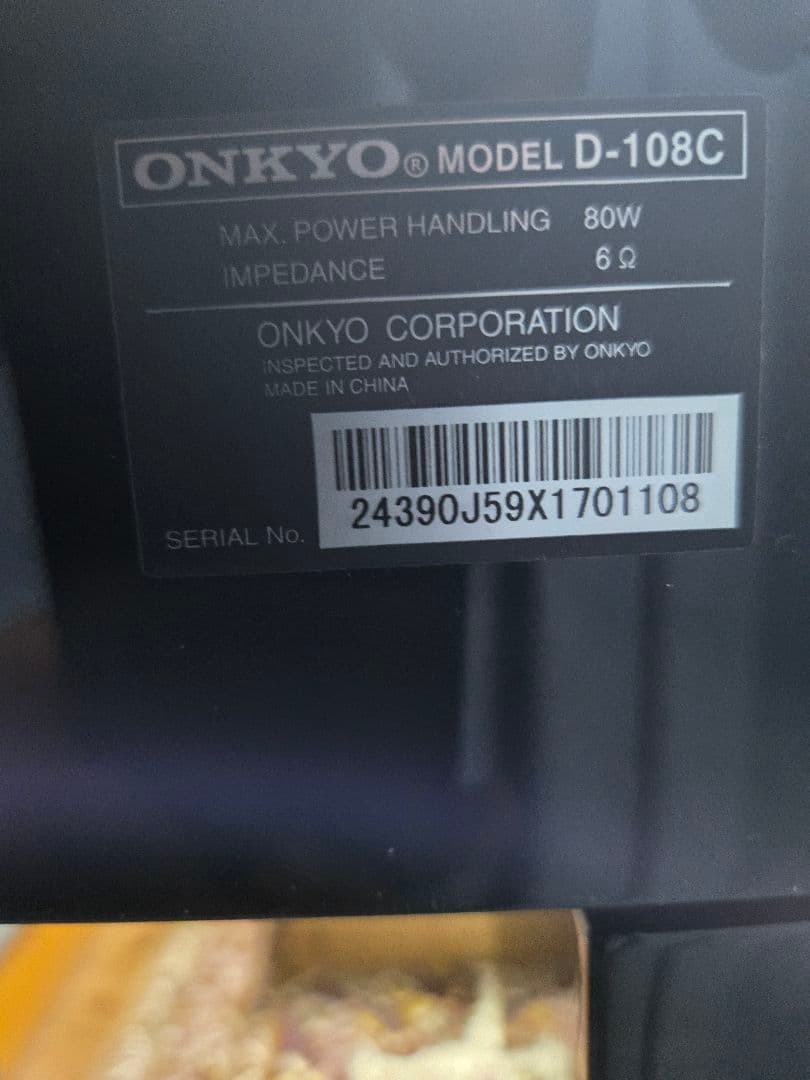 ONKYO® MODEL D-108C
MAX. POWER HANDLING 80W
IMPEDANCE 6 Ω
ONKYO CORPORATION
INSPECTED AND AUTHORIZED BY ONKYO
MADE IN CHINA
24390J59X1701108
SERIAL No.